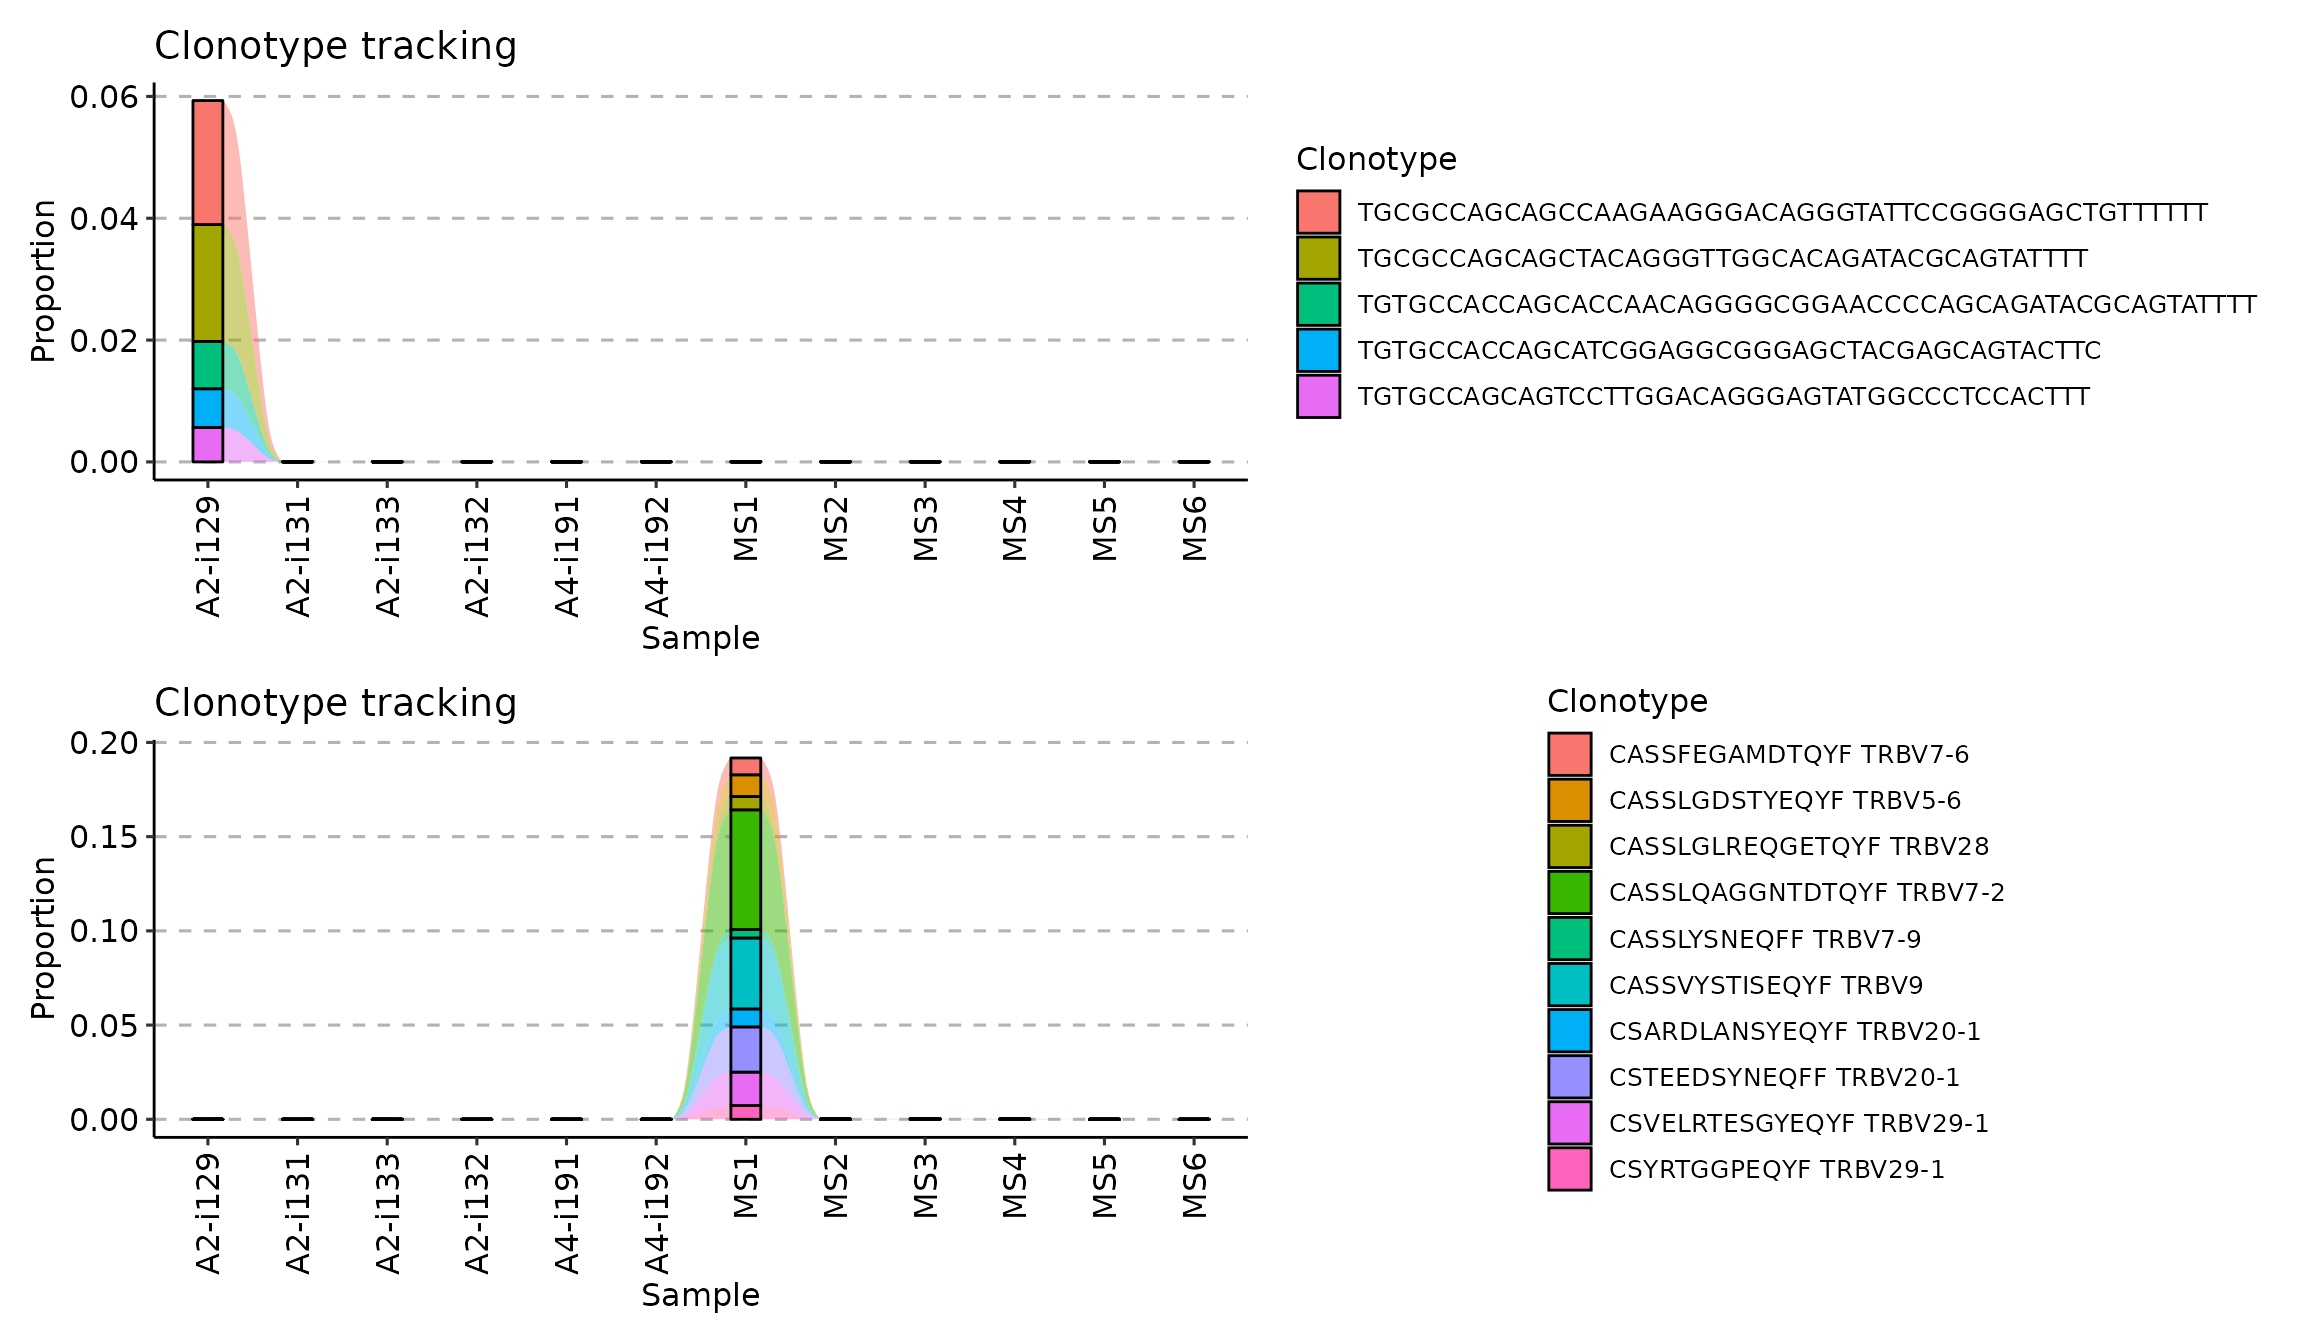 Clonotype tracking
0.06
0.04
0.02
0.00
Proportion
A2-i129
A2-i131
A2-i133
A2-i132
A4-i191
A4-i192
MS1
MS2
MS3
MS4
MS5
MS6
Sample
Clonotype
TGCGCCAGCAGCCAAGAAGGGACAGGGTATTCCGGGGAGCTGTTTTTT
TGCGCCAGCAGCTACAGGGTTGGCACAGATACGCAGTATTTT
TGTGCCACCAGCACCAACAGGGGCGGAACCCCAGCAGATACGCAGTATTTT
TGTGCCACCAGCATCGGAGGCGGGAGCTACGAGCAGTACTTC
TGTGCCAGCAGTCCTTGGACAGGGAGTATGGCCCTCCACTTT
Clonotype tracking
0.20
0.15
0.10
0.05
0.00
Proportion
A2-i129
A2-i131
A2-i133
A2-i132
A4-i191
A4-i192
MS1
MS2
MS3
MS4
MS5
MS6
Sample
Clonotype
CASSFEGAMDTQYF TRBV7-6
CASSLGDSTYEQYF TRBV5-6
CASSLGLREQGETQYF TRBV28
CASSLQAGGNTDTQYF TRBV7-2
CASSLYSNEQFF TRBV7-9
CASSVYSTISEQYF TRBV9
CSARDLANSYEQYF TRBV20-1
CSTEEDSYNEQFF TRBV20-1
CSVELRTESGYEQYF TRBV29-1
CSYRTGGPEQYF TRBV29-1